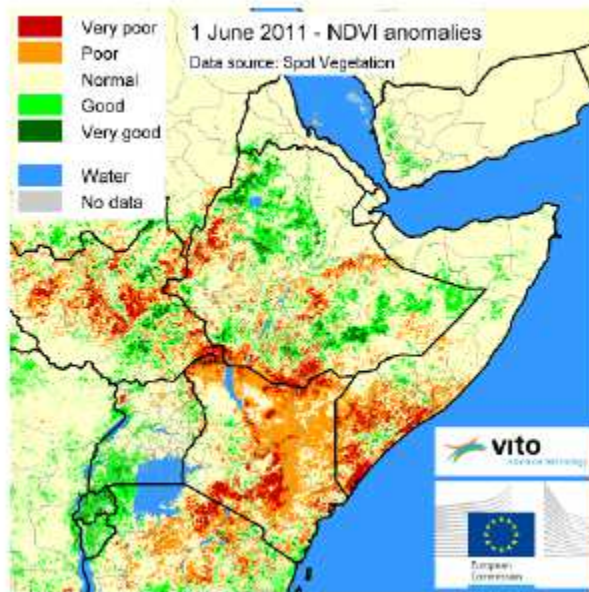 Very poor
Poor
Normal
Good
Very good
Water
No data
1 June 2011 - NDVI anomalies
Data source: Spot Vegetation
vito
European
Commission